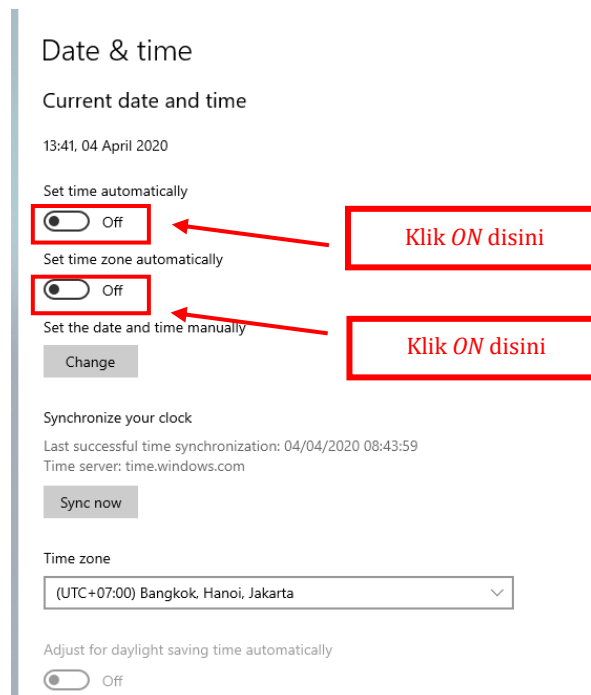 Date & time
Current date and time
13:41, 04 April 2020
Set time automatically
Off
Klik ON disini
Set time zone automatically
Off
Set the date and time manually
Klik ON disini
Change
Synchronize your clock
Last successful time synchronization: 04/04/2020 08:43:59
Time server: time.windows.com
Sync now
Time zone
(UTC+07:00) Bangkok, Hanoi, Jakarta
Adjust for daylight saving time automatically
Off